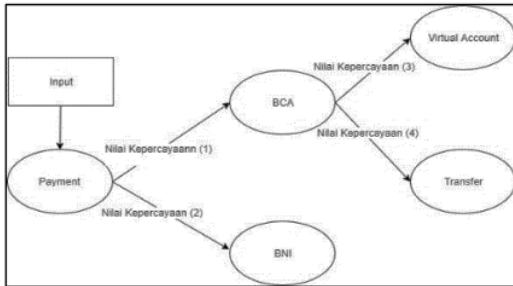 Virtual Account
Nilai Kepercayaan (3)
Input
BCA
Nilai Kepercayaann (1)
Nilai Kepercayaan (4)
Payment
Transfer
Nilai Kepercayaan (2)
BNI